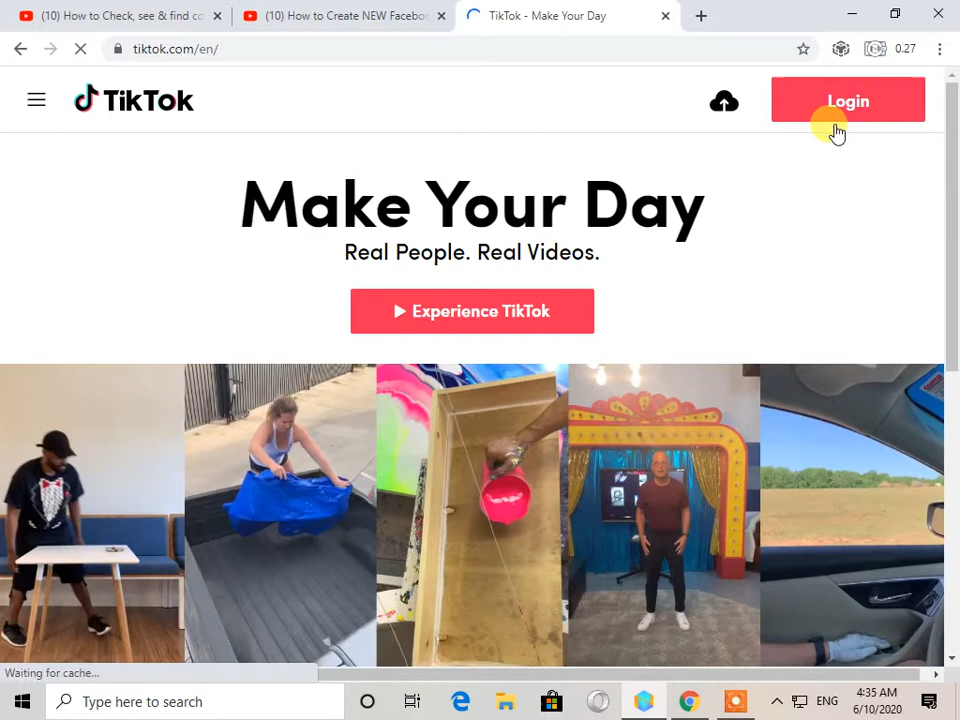 (10) How to Check, see & find co
(10) How to Create NEW Facebo
TikTok - Make Your Day
tiktok.com/en/
0.27
TikTok
Login
Make Your Day
Real People. Real Videos.
Experience TikTok
Waiting for cache...
Type here to search
ENG
4:35 AM
6/10/2020